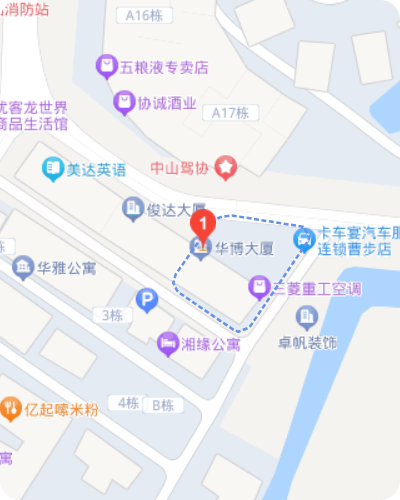 消防站
A16栋
五粮液专卖店
协诚酒业
A17栋
优客龙世界
商品生活馆
美达英语
中山驾协
俊达大厦
1
华博大厦
卡车宴汽车服
连锁曹步店
华雅公寓
三菱重工空调
P
3栋
湘缘公寓
卓帆装饰
4栋
B栋
亿起嗦米粉
寓